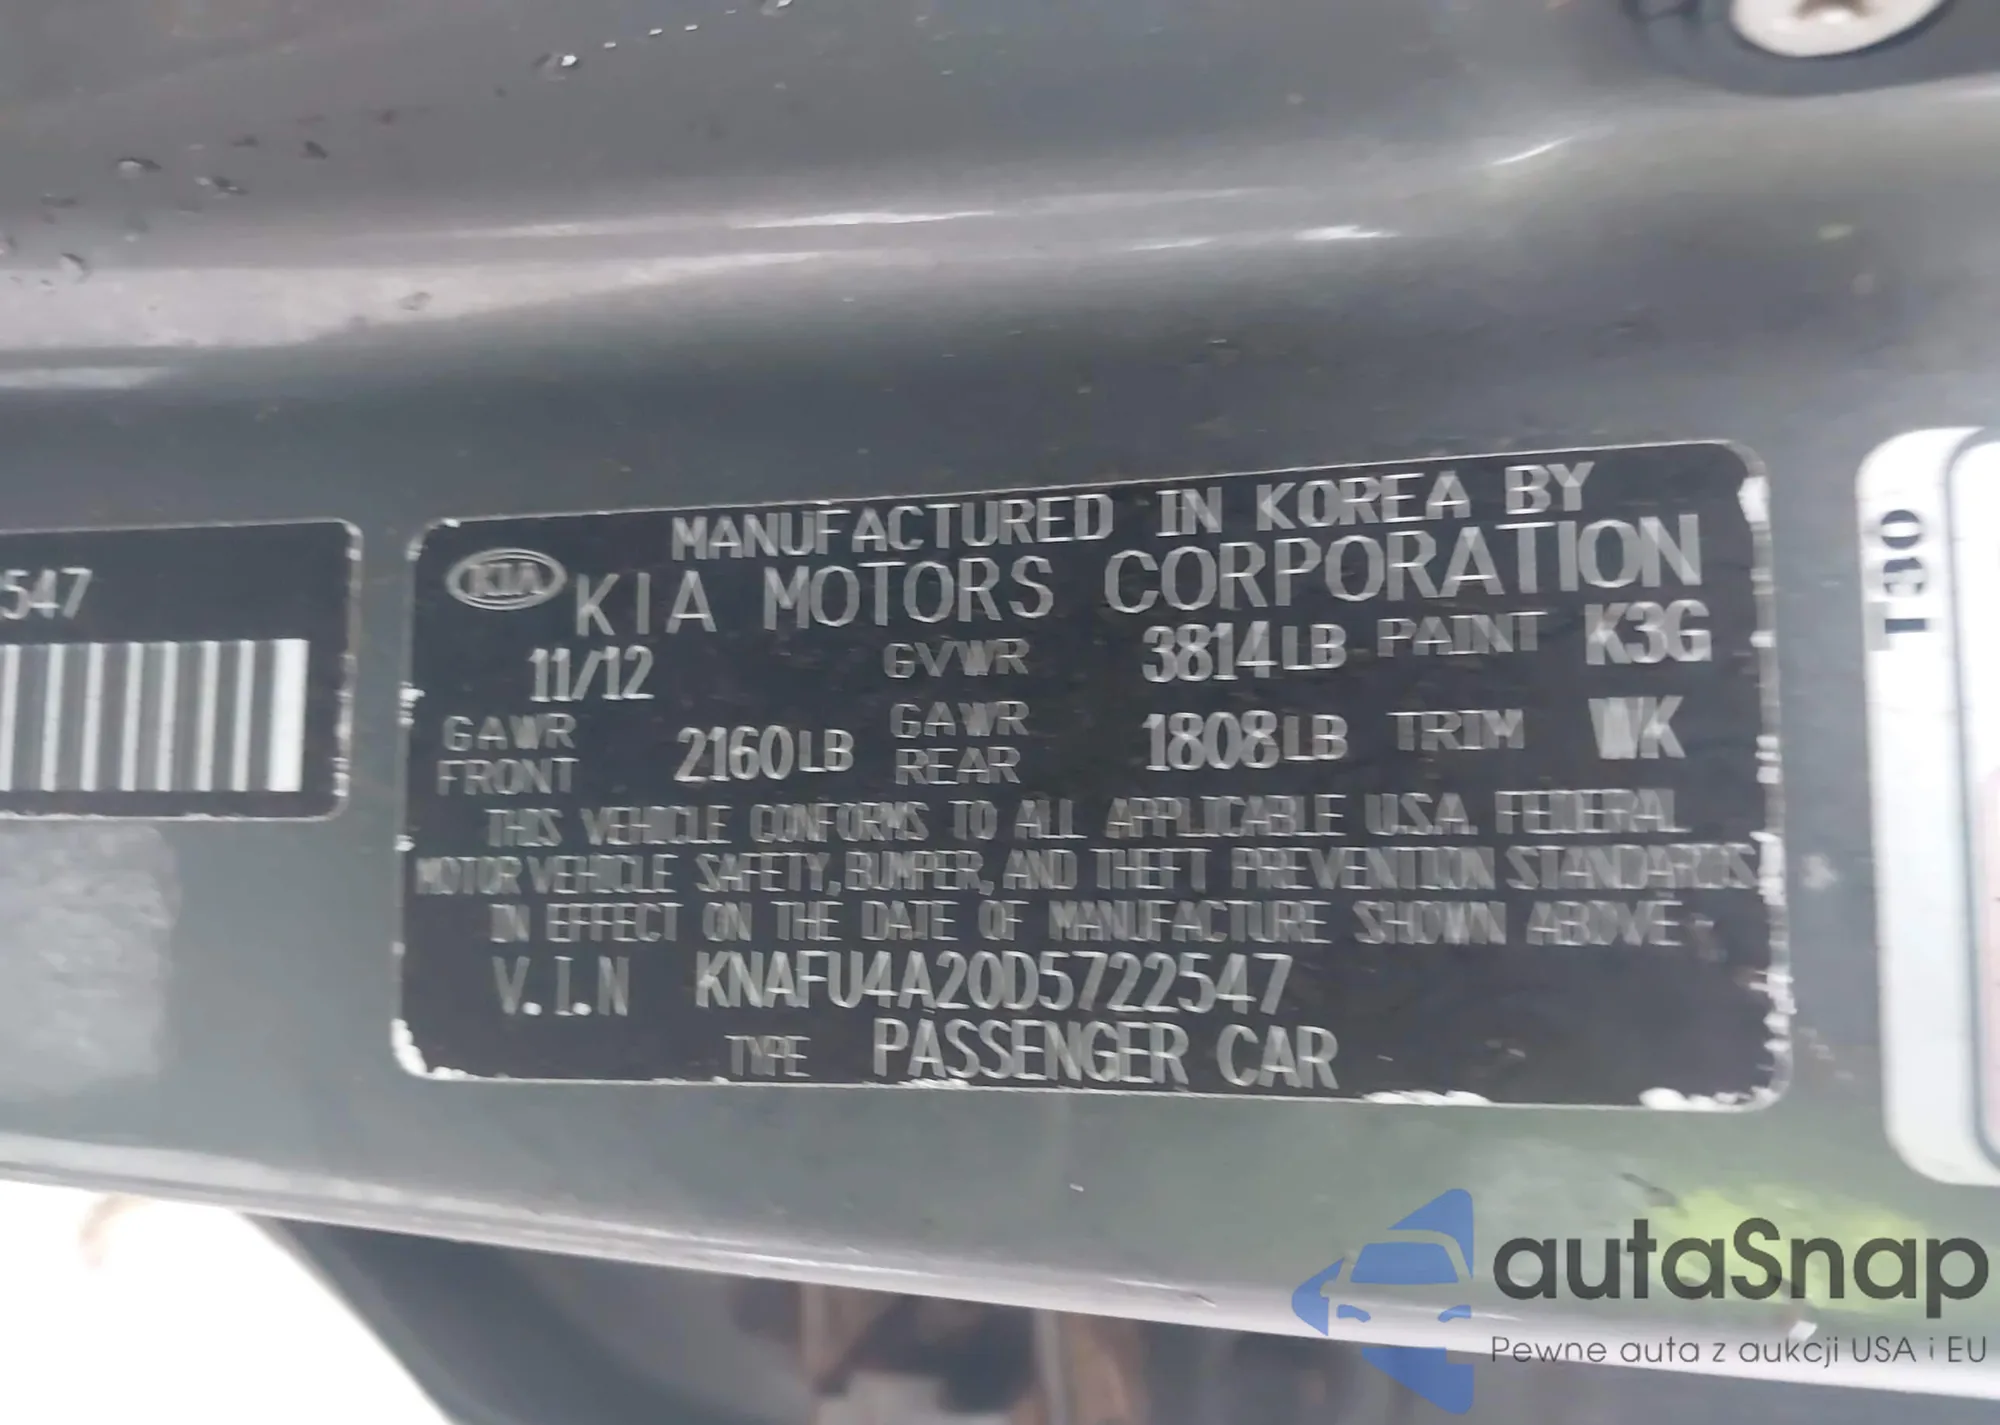 547
KIA
MANUFACTURED IN KOREA BY
KIA MOTORS CORPORATION
11/12 GVWR 3814LB PAINT K3G
GAWR FRONT 2160LB GAWR REAR 1808LB TRIM WK
THIS VEHICLE CONFORMS TO ALL APPLICABLE U.S.A. FEDERAL
MOTOR VEHICLE SAFETY, BUMPER, AND THEFT PREVENTION STANDARDS
IN EFFECT ON THE DATE OF MANUFACTURE SHOWN ABOVE
V.I.N KNAFU4A20D5722547
TYPE PASSENGER CAR
autaSnap
Pewne auta z aukcji USA i EU